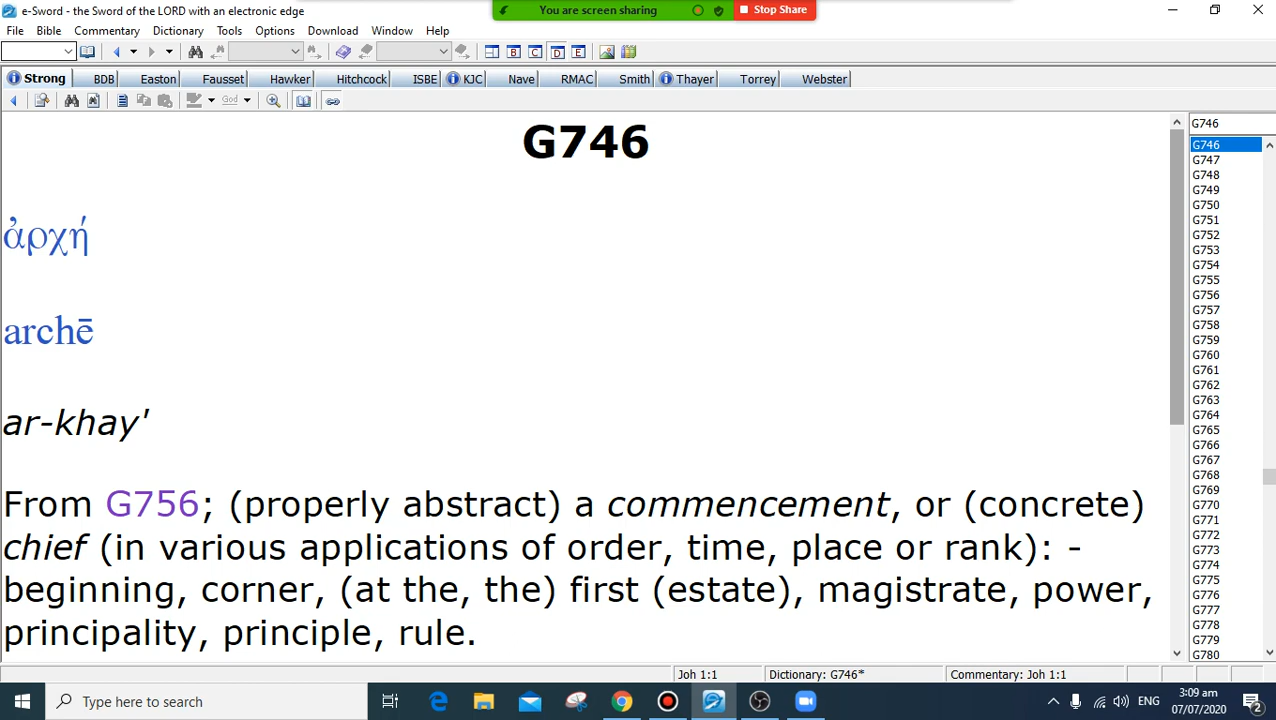 e-Sword - the Sword of the LORD with an electronic edge
You are screen sharing
Stop Share
File Bible Commentary Dictionary Tools Options Download Window Help
B C D E
Strong BDB Easton Fausset Hawker Hitchcock ISBE KJC Nave RMAC Smith Thayer Torrey Webster
God
G746
ἀρχή
archē
ar-khay'
From G756; (properly abstract) a commencement, or (concrete)
chief (in various applications of order, time, place or rank): -
beginning, corner, (at the, the) first (estate), magistrate, power,
principality, principle, rule.
G746
G746
G747
G748
G749
G750
G751
G752
G753
G754
G755
G756
G757
G758
G759
G760
G761
G762
G763
G764
G765
G766
G767
G768
G769
G770
G771
G772
G773
G774
G775
G776
G777
G778
G779
G780
Joh 1:1 Dictionary: G746* Commentary: Joh 1:1
Type here to search
ENG
3:09 am
07/07/2020
2